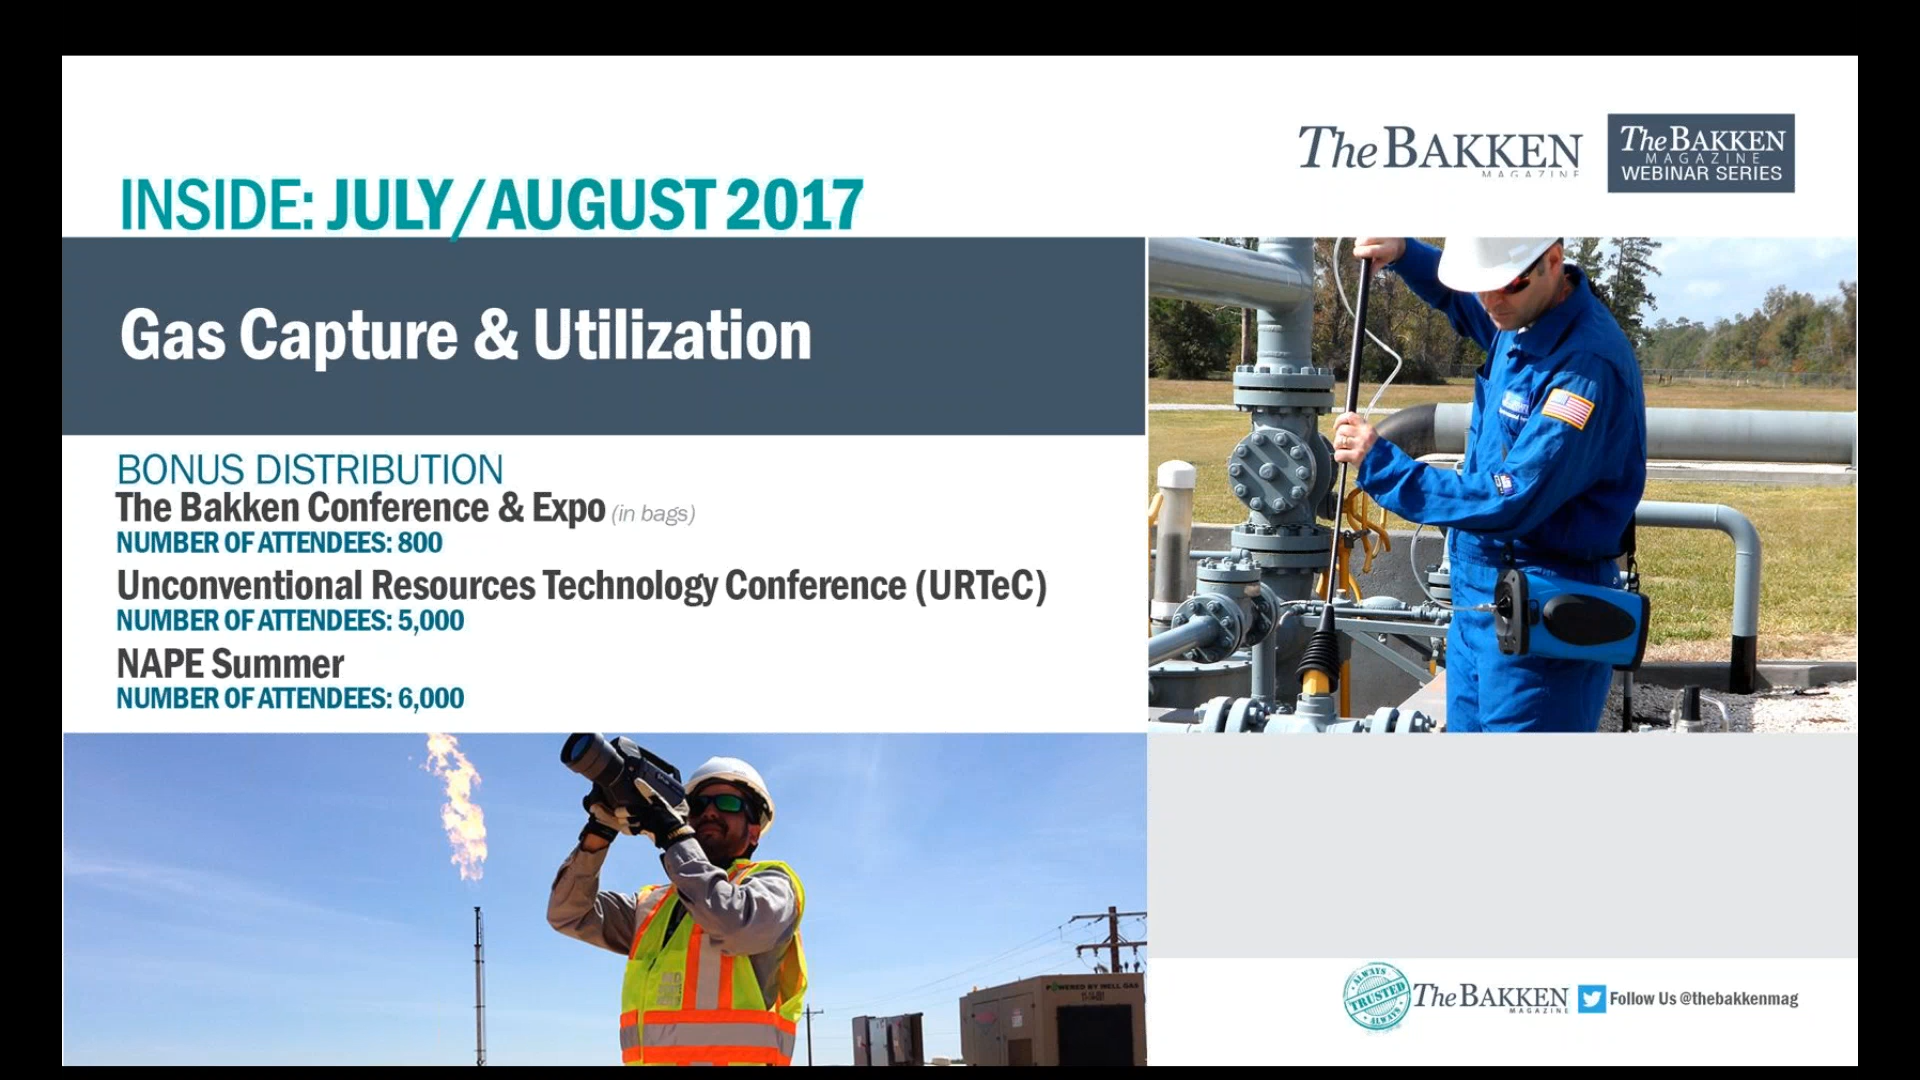 The BAKKEN
MAGAZINE
The BAKKEN
MAGAZINE
WEBINAR SERIES
INSIDE: JULY/AUGUST 2017
Gas Capture & Utilization
BONUS DISTRIBUTION
The Bakken Conference & Expo (in bags)
NUMBER OF ATTENDEES: 800
Unconventional Resources Technology Conference (URTeC)
NUMBER OF ATTENDEES: 5,000
NAPE Summer
NUMBER OF ATTENDEES: 6,000
POWERED BY WELL GAS
ALWAYS
TRUSTED
ALWAYS
The BAKKEN
MAGAZINE
Follow Us @thebakkenmag